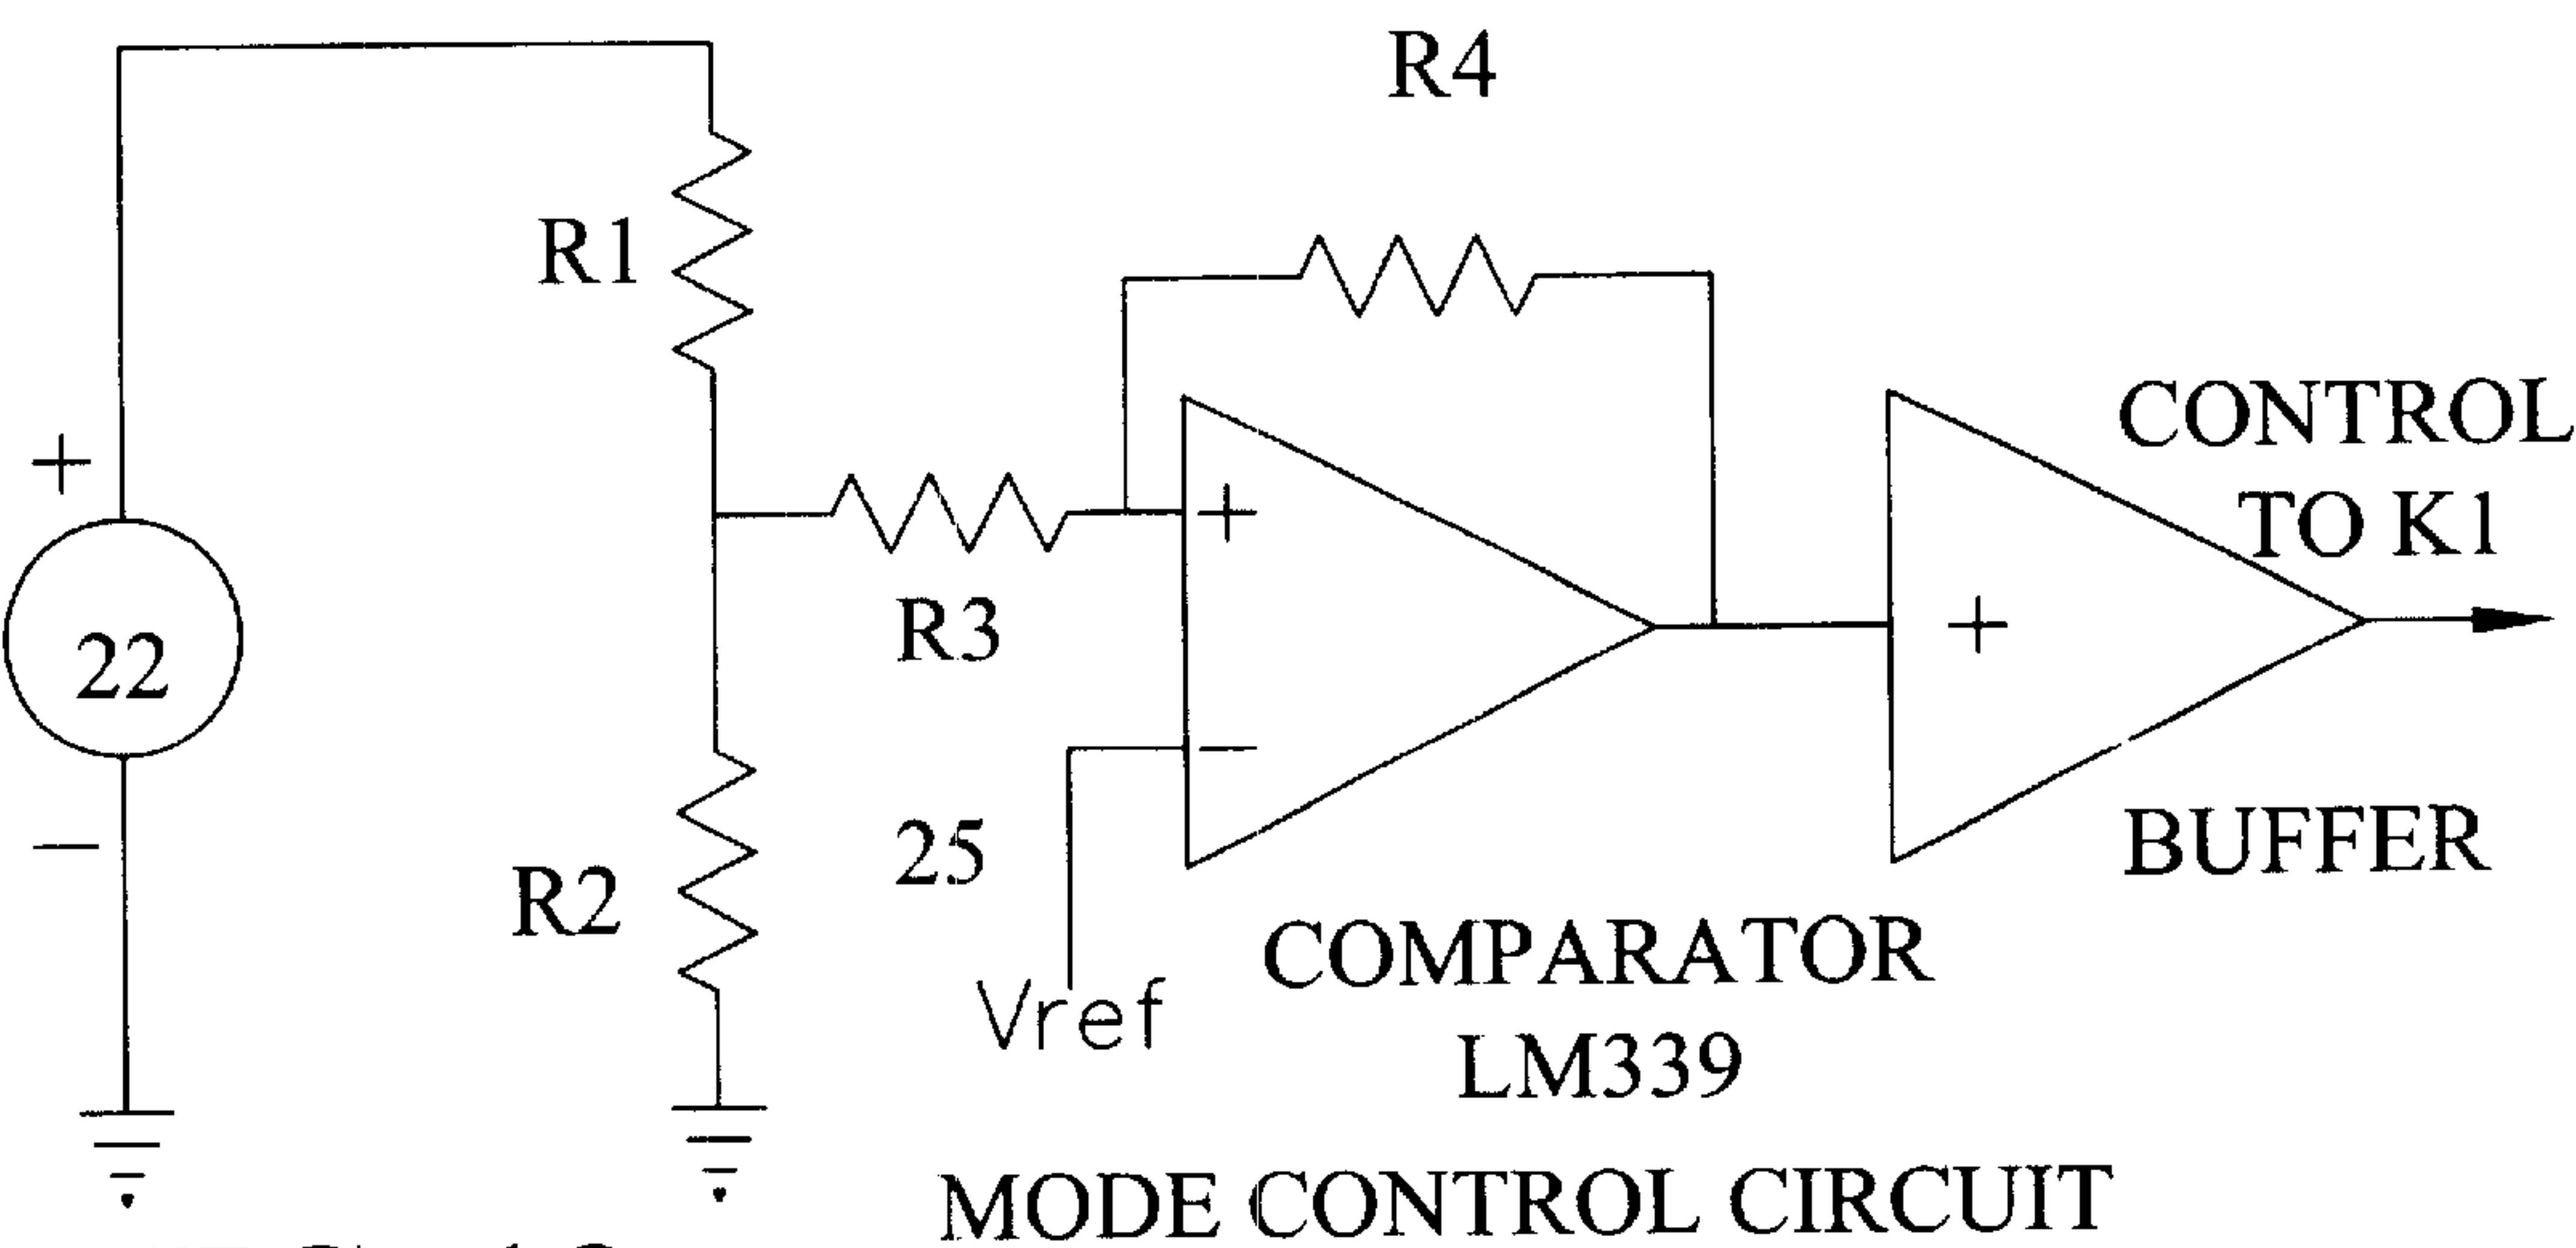 R4
R1
CONTROL
TO K1
+
+
+
R3
22
−
−
25
R2
BUFFER
Vref
COMPARATOR
LM339
MODE CONTROL CIRCUIT